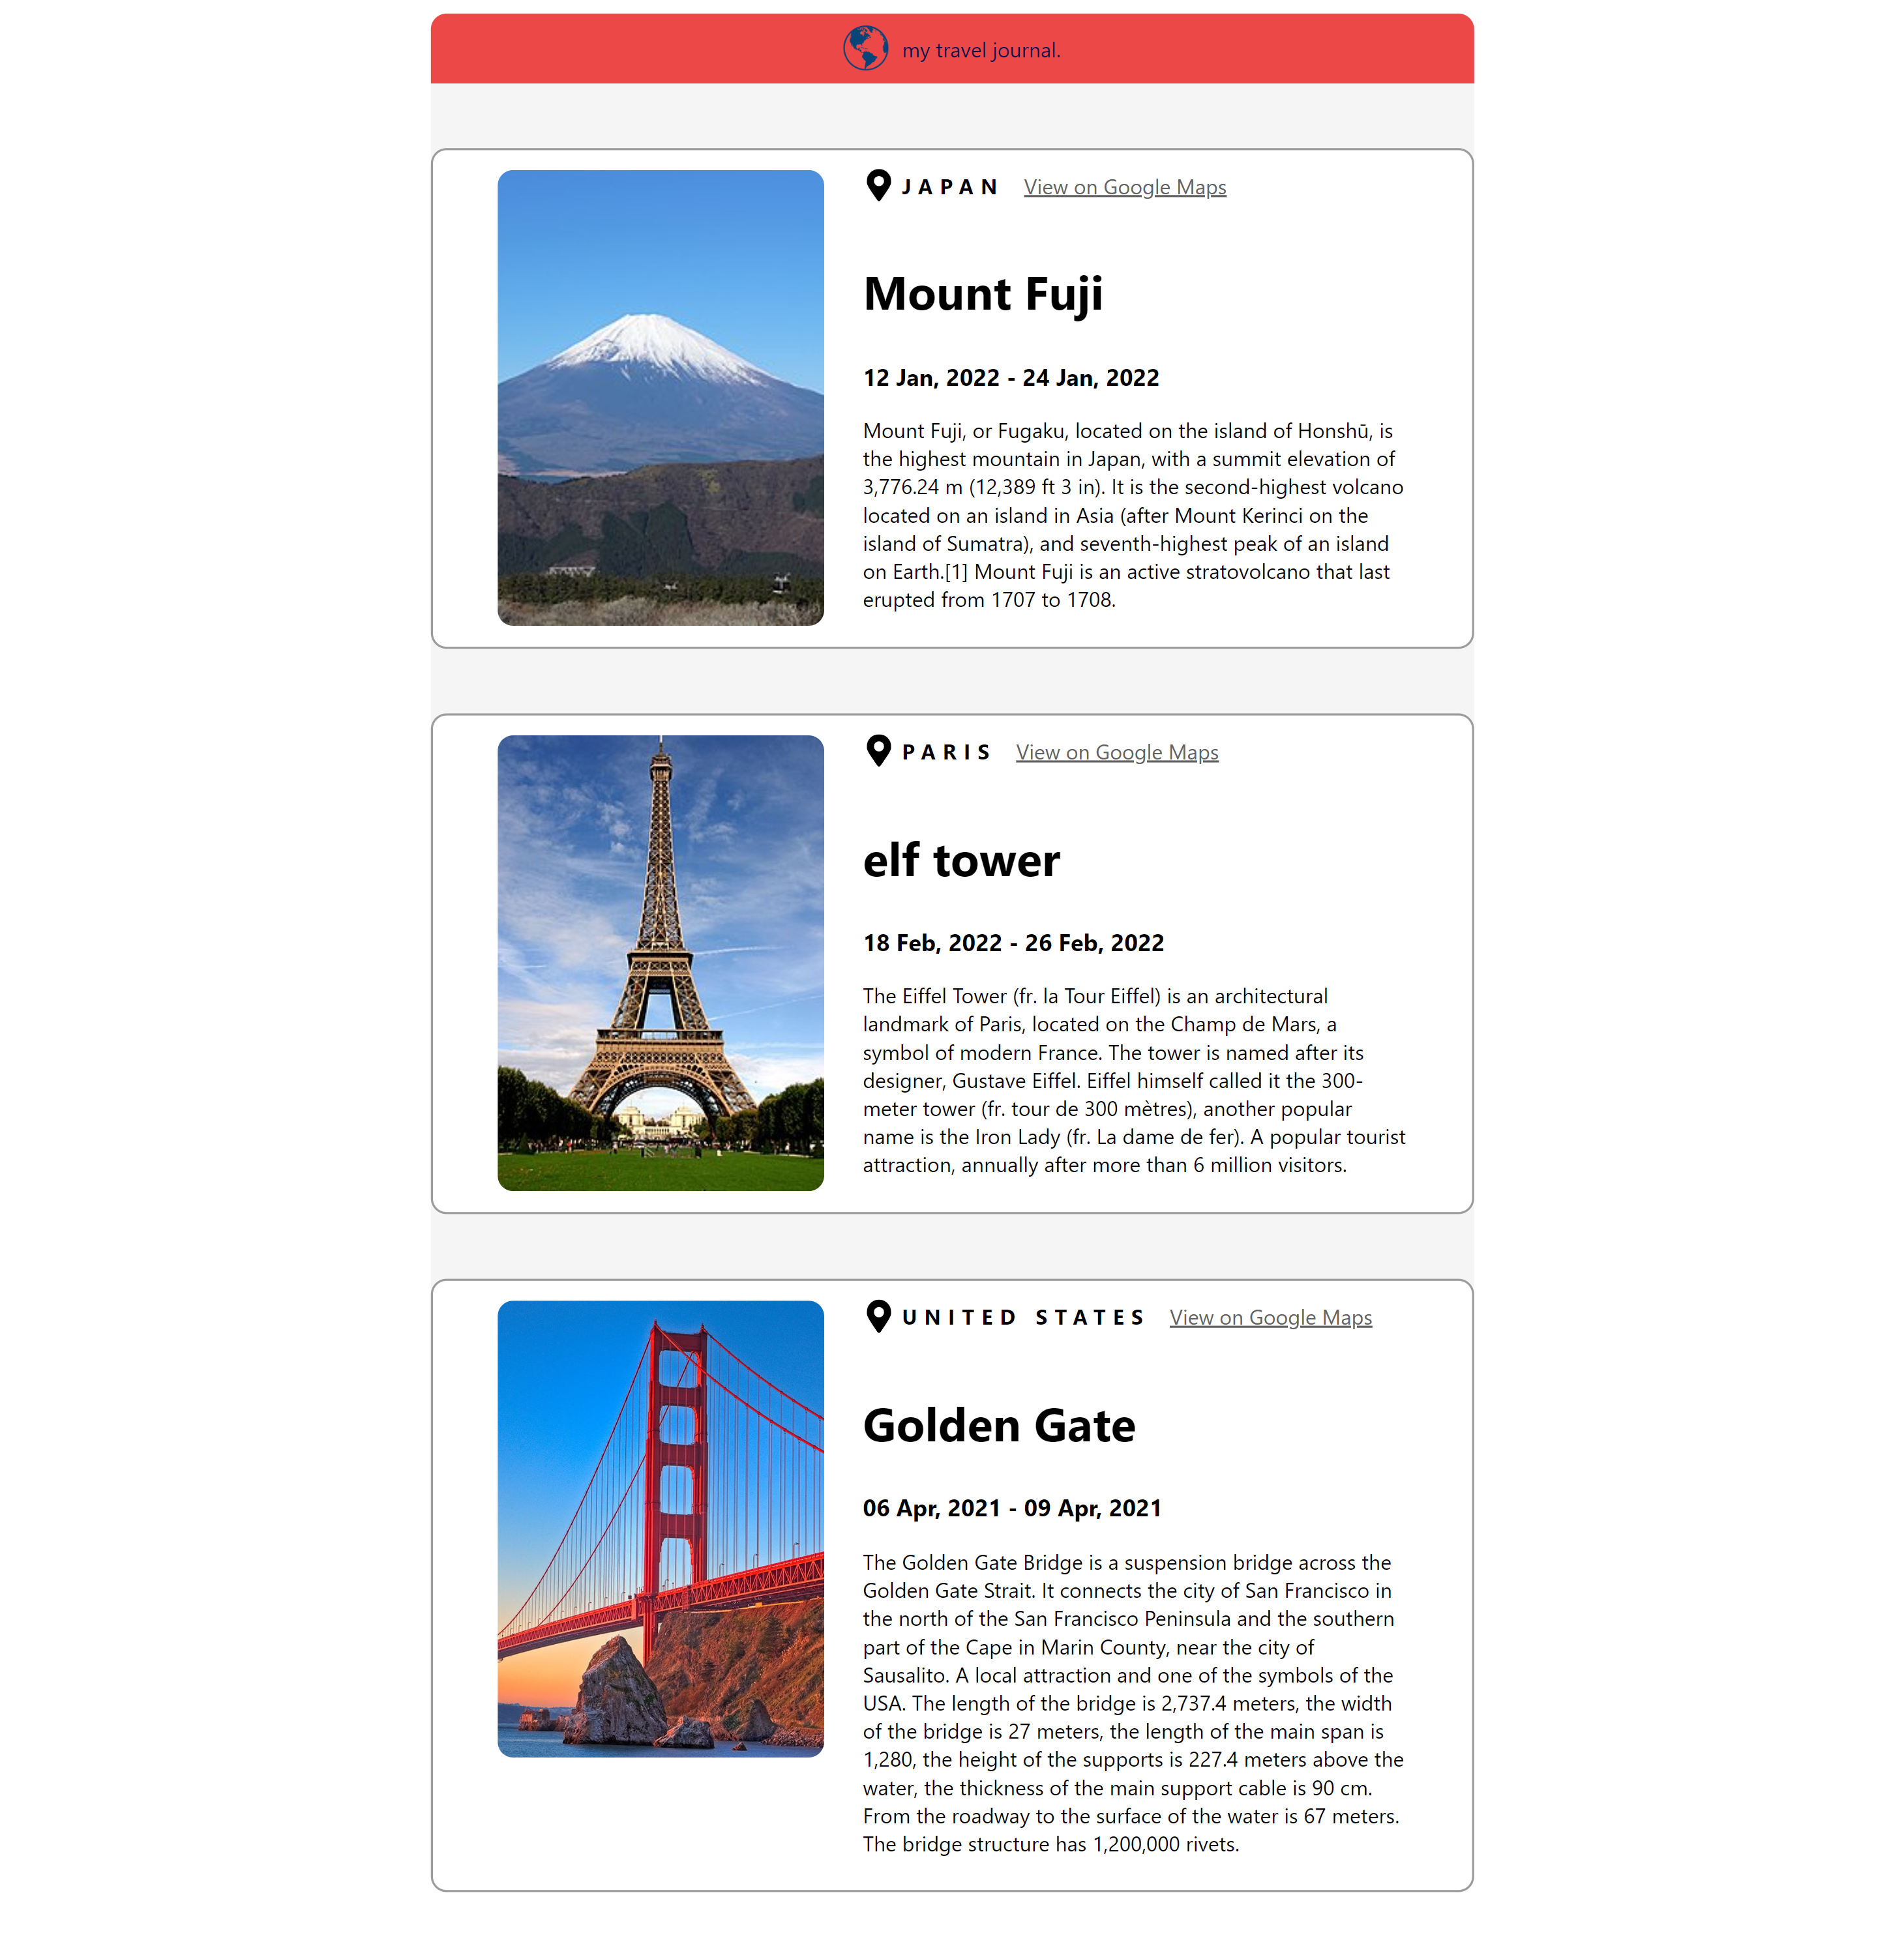 my travel journal.
JAPAN View on Google Maps
Mount Fuji
12 Jan, 2022 - 24 Jan, 2022
Mount Fuji, or Fugaku, located on the island of Honshū, is
the highest mountain in Japan, with a summit elevation of
3,776.24 m (12,389 ft 3 in). It is the second-highest volcano
located on an island in Asia (after Mount Kerinci on the
island of Sumatra), and seventh-highest peak of an island
on Earth.[1] Mount Fuji is an active stratovolcano that last
erupted from 1707 to 1708.
PARIS View on Google Maps
elf tower
18 Feb, 2022 - 26 Feb, 2022
The Eiffel Tower (fr. la Tour Eiffel) is an architectural
landmark of Paris, located on the Champ de Mars, a
symbol of modern France. The tower is named after its
designer, Gustave Eiffel. Eiffel himself called it the 300-
meter tower (fr. tour de 300 mètres), another popular
name is the Iron Lady (fr. La dame de fer). A popular tourist
attraction, annually after more than 6 million visitors.
UNITED STATES View on Google Maps
Golden Gate
06 Apr, 2021 - 09 Apr, 2021
The Golden Gate Bridge is a suspension bridge across the
Golden Gate Strait. It connects the city of San Francisco in
the north of the San Francisco Peninsula and the southern
part of the Cape in Marin County, near the city of
Sausalito. A local attraction and one of the symbols of the
USA. The length of the bridge is 2,737.4 meters, the width
of the bridge is 27 meters, the length of the main span is
1,280, the height of the supports is 227.4 meters above the
water, the thickness of the main support cable is 90 cm.
From the roadway to the surface of the water is 67 meters.
The bridge structure has 1,200,000 rivets.